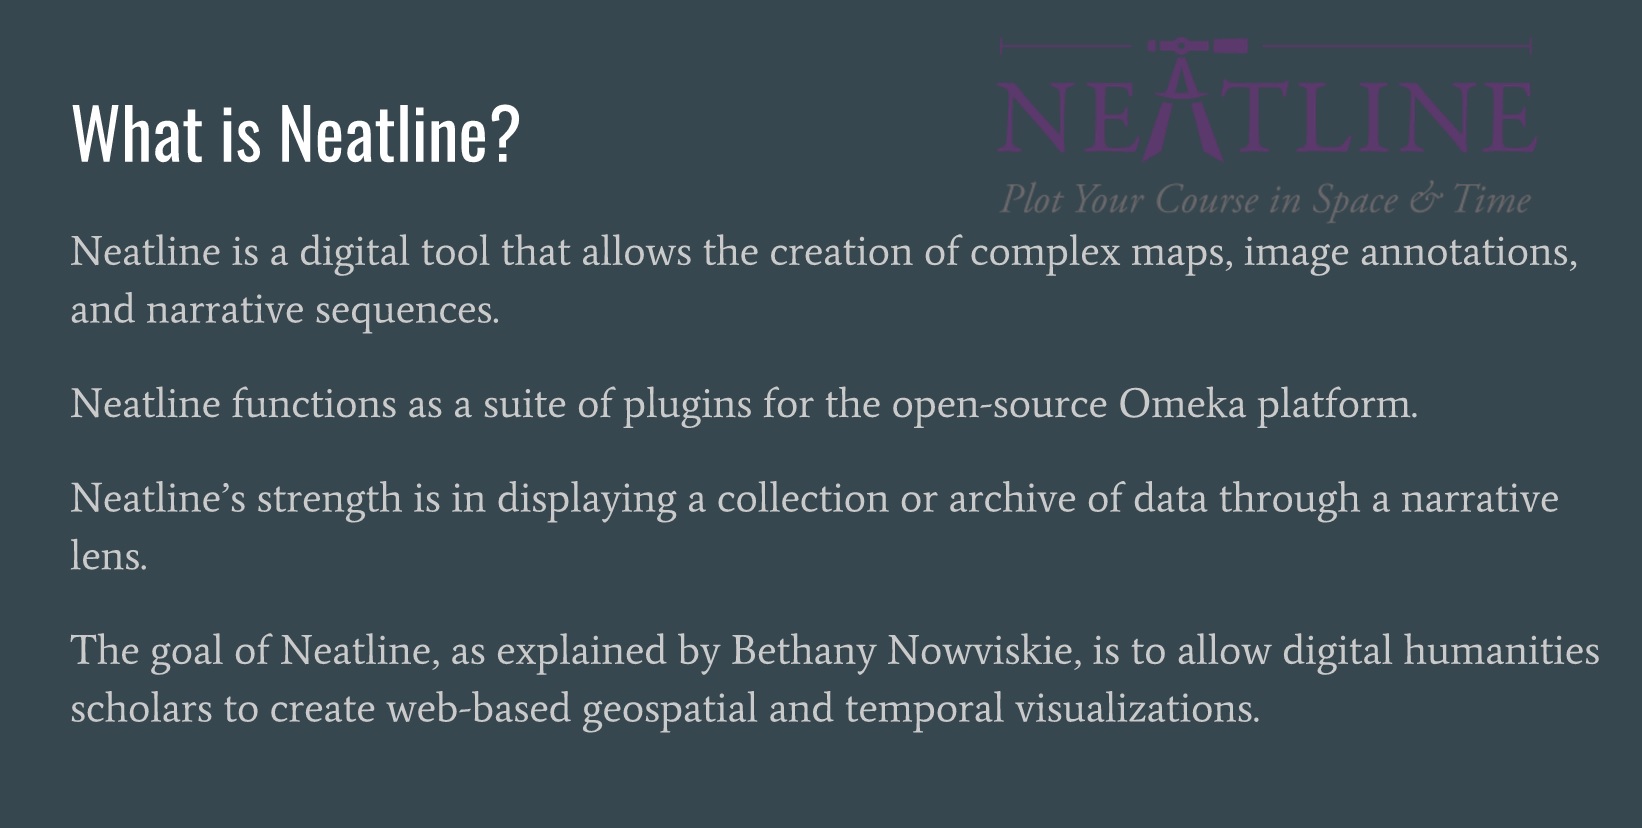 NEATLINE
Plot Your Course in Space & Time
What is Neatline?
Neatline is a digital tool that allows the creation of complex maps, image annotations,
and narrative sequences.
Neatline functions as a suite of plugins for the open-source Omeka platform.
Neatline’s strength is in displaying a collection or archive of data through a narrative
lens.
The goal of Neatline, as explained by Bethany Nowviskie, is to allow digital humanities
scholars to create web-based geospatial and temporal visualizations.